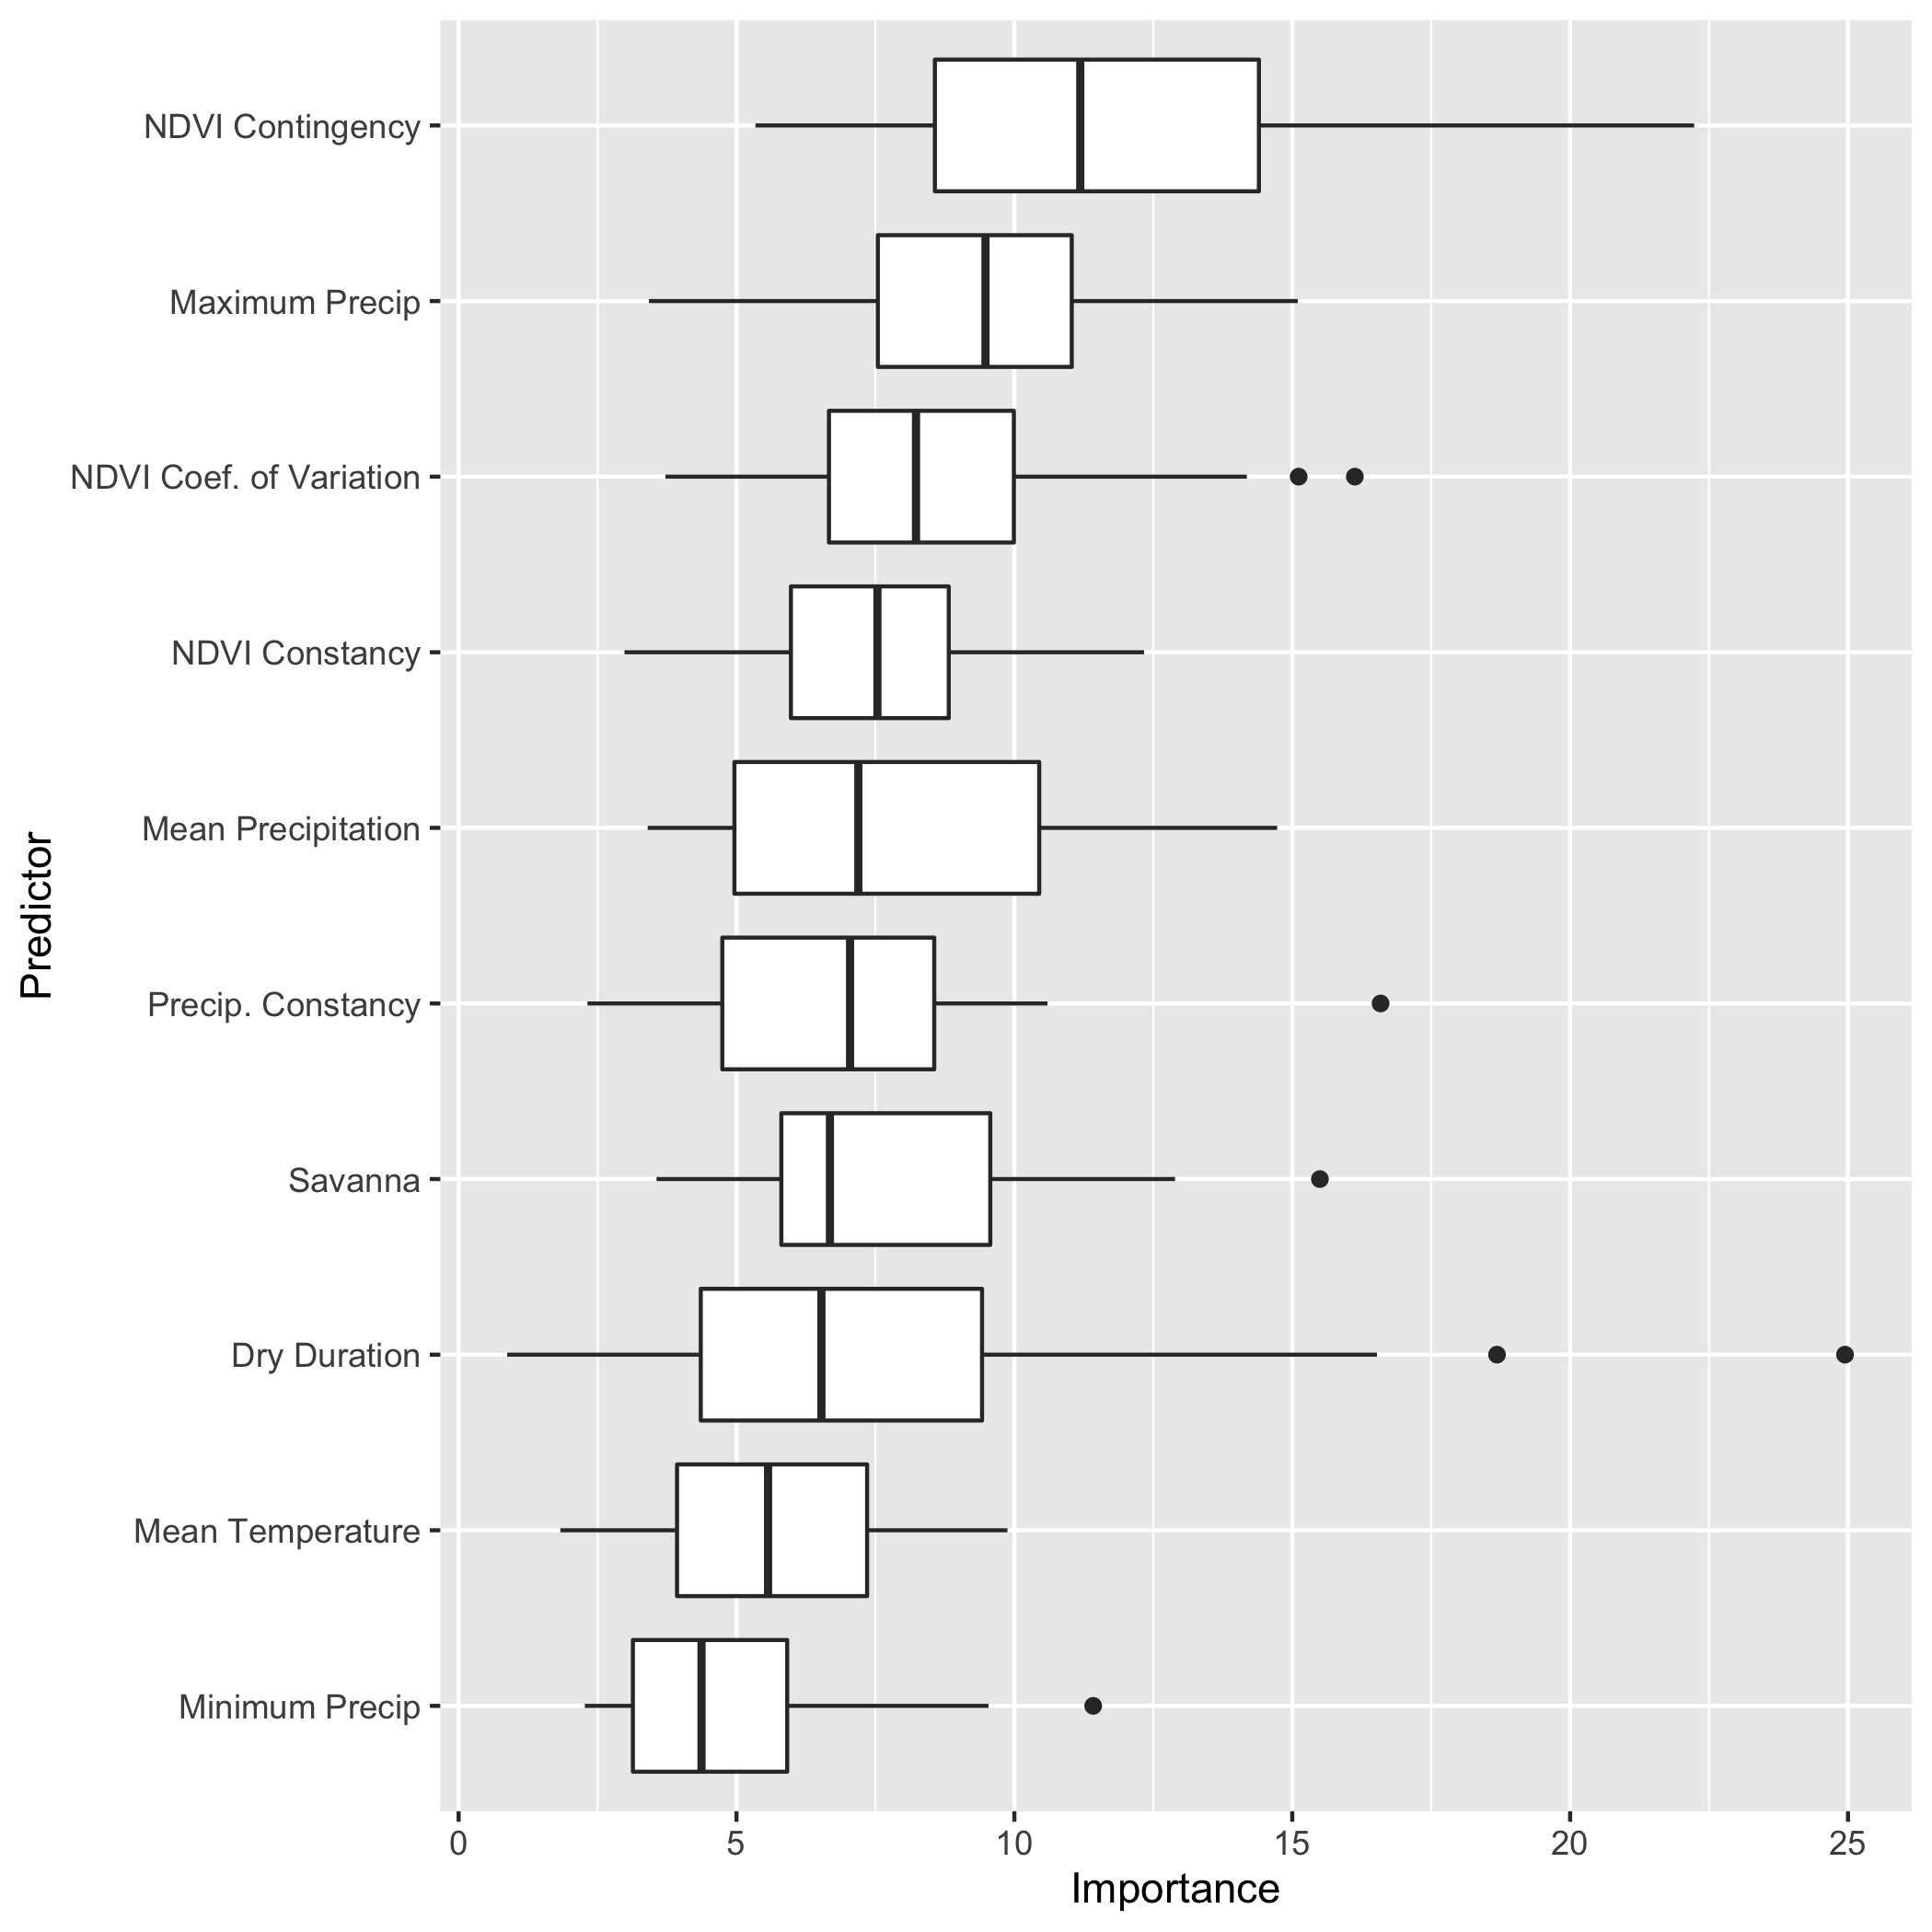 Predictor
NDVI Contingency
Maximum Precip
NDVI Coef. of Variation
NDVI Constancy
Mean Precipitation
Precip. Constancy
Savanna
Dry Duration
Mean Temperature
Minimum Precip
0 5 10 15 20 25
Importance